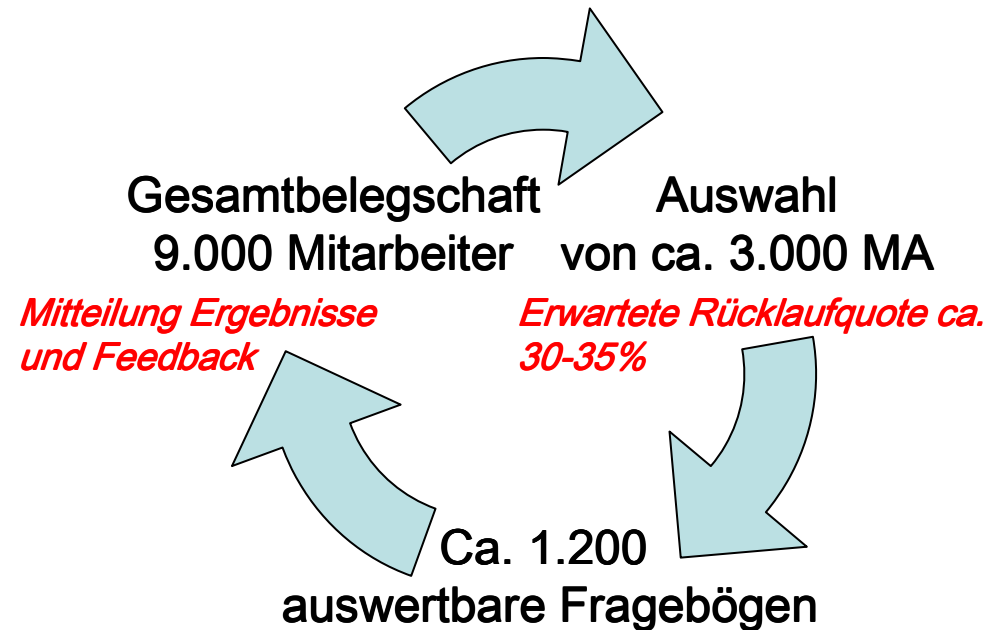 Gesamtbelegschaft
9.000 Mitarbeiter
Mitteilung Ergebnisse
und Feedback
Auswahl
von ca. 3.000 MA
Erwartete Rücklaufquote ca.
30-35%
Ca. 1.200
auswertbare Fragebögen